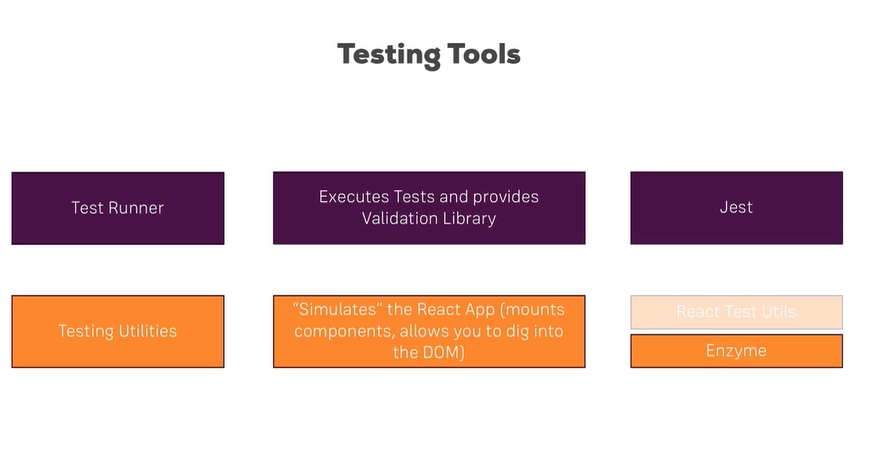 Testing Tools
Test Runner
Executes Tests and provides
Validation Library
Jest
Testing Utilities
“Simulates” the React App (mounts
components, allows you to dig into
the DOM)
React Test Utils
Enzyme